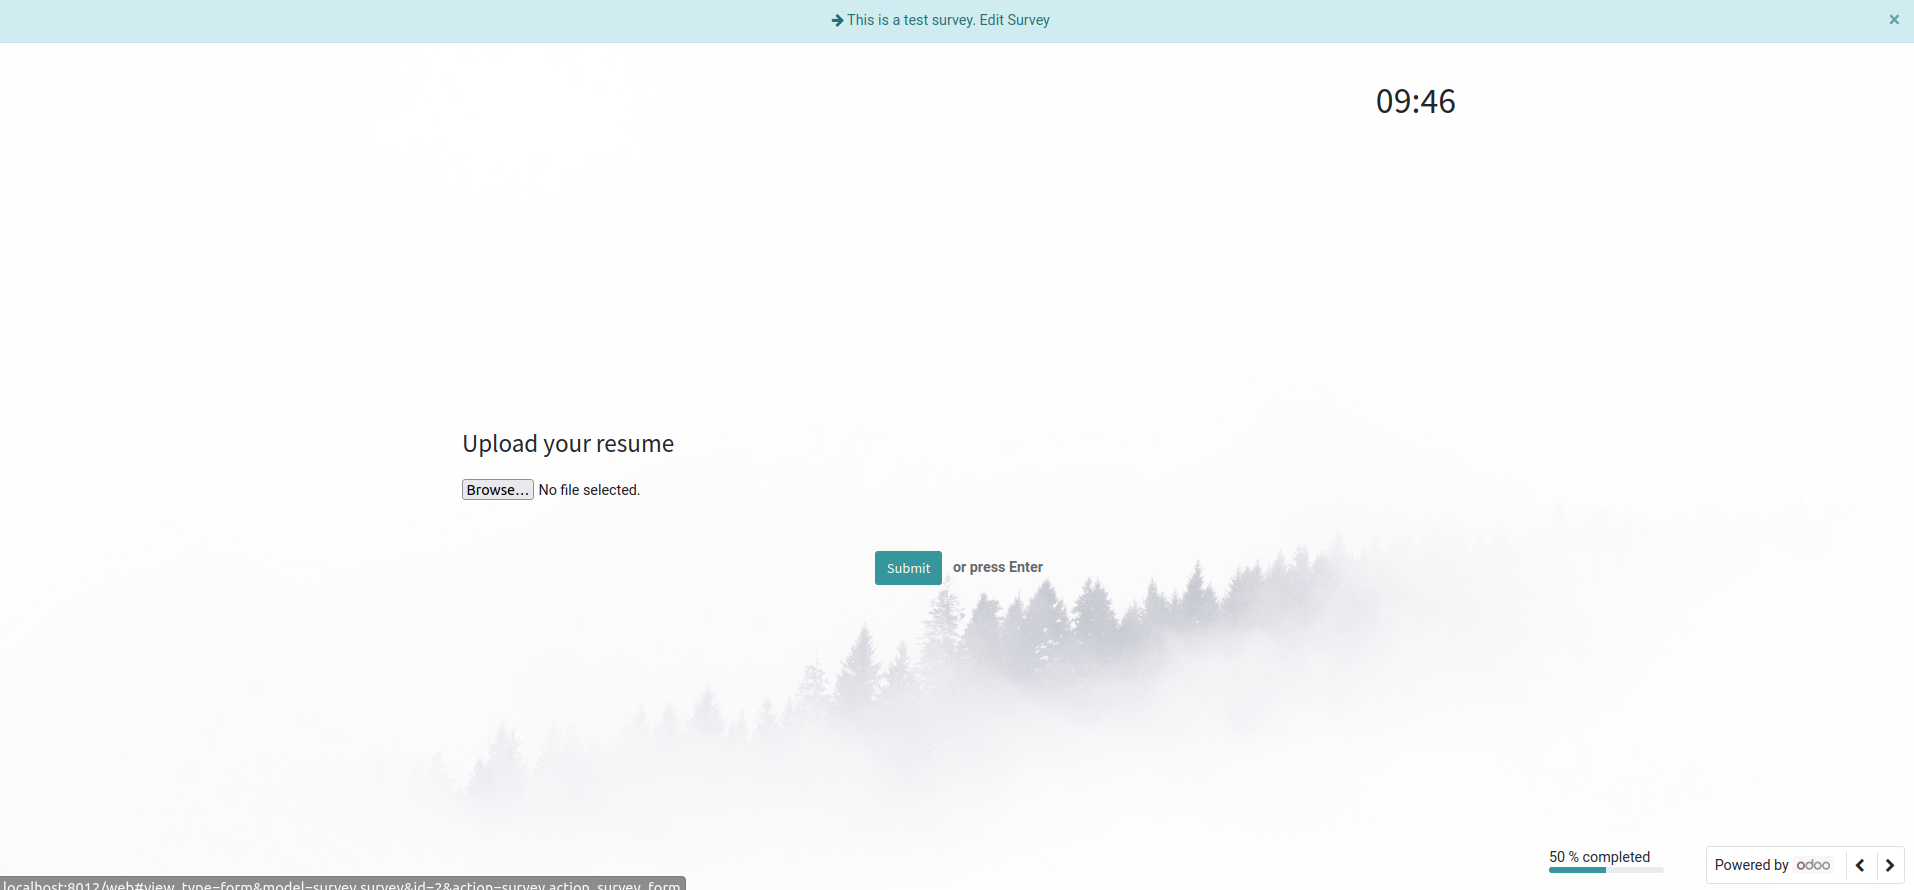 This is a test survey. Edit Survey ×
09:46
Upload your resume
Browse... No file selected.
Submit or press Enter
50 % completed
Powered by odoo
localhost:8012/web#view_type=form&model=survey.survey&id=2&action=survey.action_survey_form